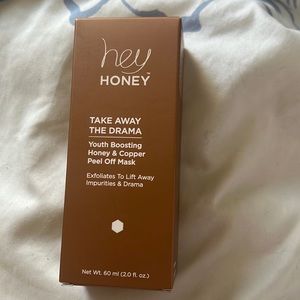 hey
HONEY™
TAKE AWAY
THE DRAMA
Youth Boosting
Honey & Copper
Peel Off Mask
Exfoliates To Lift Away
Impurities & Drama
Net Wt. 60 ml (2.0 fl. oz.)